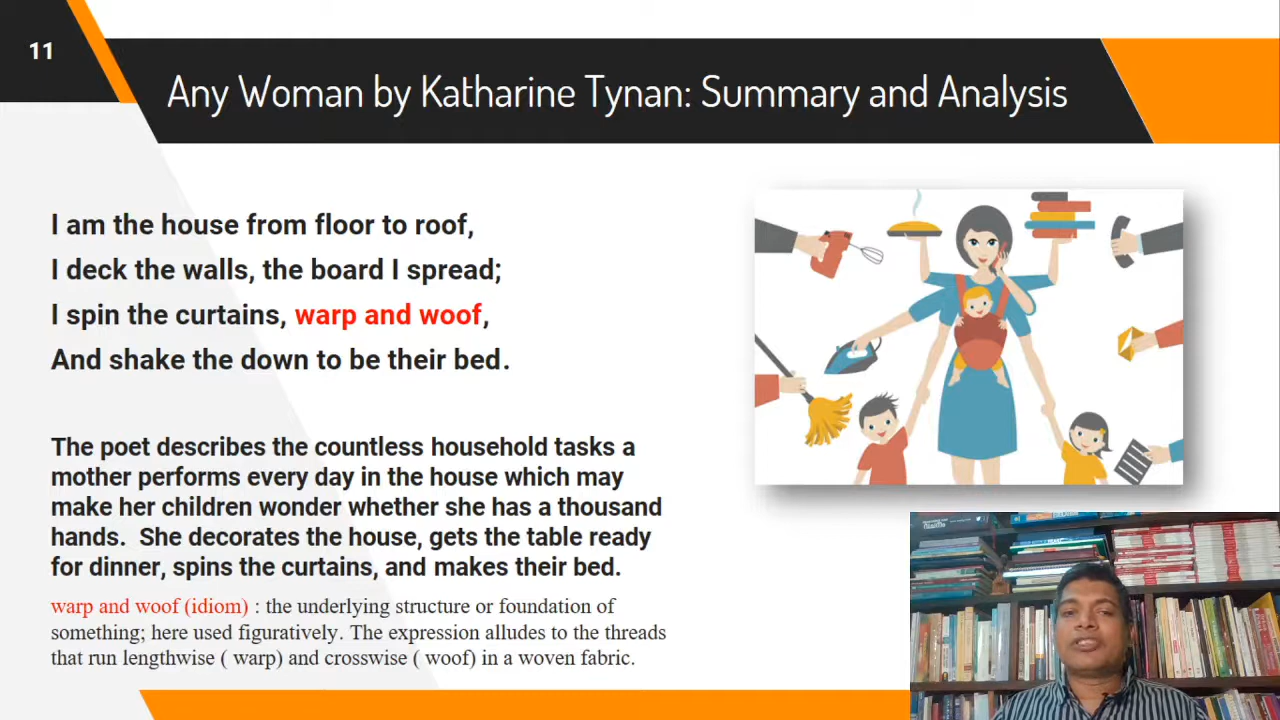 11
Any Woman by Katharine Tynan: Summary and Analysis
I am the house from floor to roof,
I deck the walls, the board I spread;
I spin the curtains, warp and woof,
And shake the down to be their bed.
The poet describes the countless household tasks a
mother performs every day in the house which may
make her children wonder whether she has a thousand
hands.  She decorates the house, gets the table ready
for dinner, spins the curtains, and makes their bed.
warp and woof (idiom) : the underlying structure or foundation of
something; here used figuratively. The expression alludes to the threads
that run lengthwise ( warp) and crosswise ( woof) in a woven fabric.